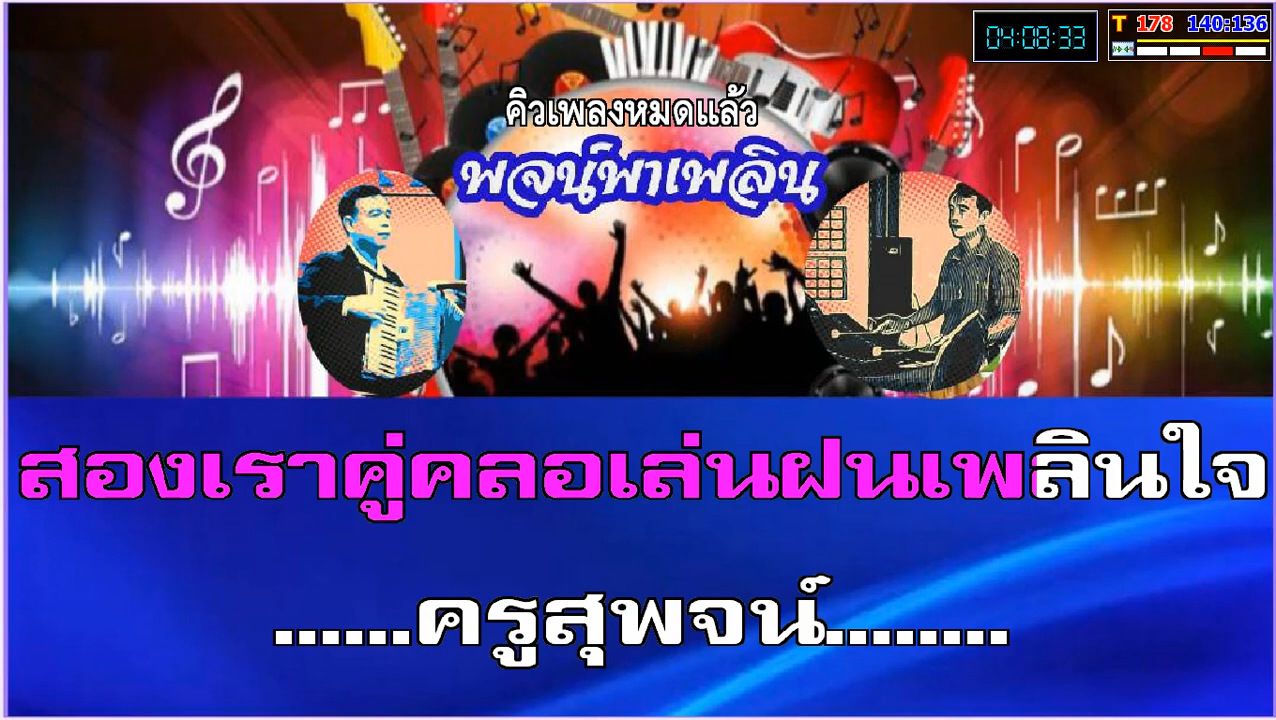 04:08:33
T 178 140:136
คิวเพลงหมดแล้ว
พจน์พาเพลิน
สองเราคู่คลอเล่นฝนเพลินใจ
......ครูสุพจน์........